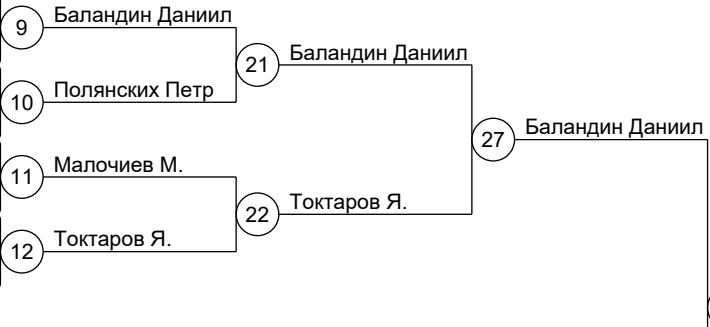 9 Баландин Даниил
21 Баландин Даниил
10 Полянских Петр
27 Баландин Даниил
11 Малочиев М.
22 Токтаров Я.
12 Токтаров Я.